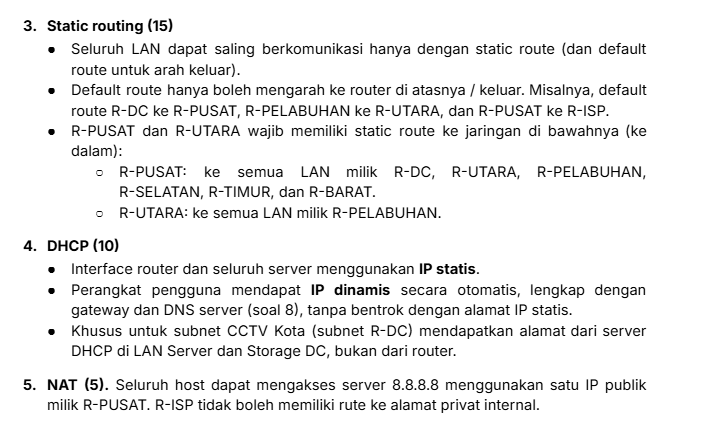 3. Static routing (15)
● Seluruh LAN dapat saling berkomunikasi hanya dengan static route (dan default
route untuk arah keluar).
● Default route hanya boleh mengarah ke router di atasnya / keluar. Misalnya, default
route R-DC ke R-PUSAT, R-PELABUHAN ke R-UTARA, dan R-PUSAT ke R-ISP.
● R-PUSAT dan R-UTARA wajib memiliki static route ke jaringan di bawahnya (ke
dalam):
○ R-PUSAT: ke semua LAN milik R-DC, R-UTARA, R-PELABUHAN,
R-SELATAN, R-TIMUR, dan R-BARAT.
○ R-UTARA: ke semua LAN milik R-PELABUHAN.
4. DHCP (10)
● Interface router dan seluruh server menggunakan IP statis.
● Perangkat pengguna mendapat IP dinamis secara otomatis, lengkap dengan
gateway dan DNS server (soal 8), tanpa bentrok dengan alamat IP statis.
● Khusus untuk subnet CCTV Kota (subnet R-DC) mendapatkan alamat dari server
DHCP di LAN Server dan Storage DC, bukan dari router.
5. NAT (5). Seluruh host dapat mengakses server 8.8.8.8 menggunakan satu IP publik
milik R-PUSAT. R-ISP tidak boleh memiliki rute ke alamat privat internal.